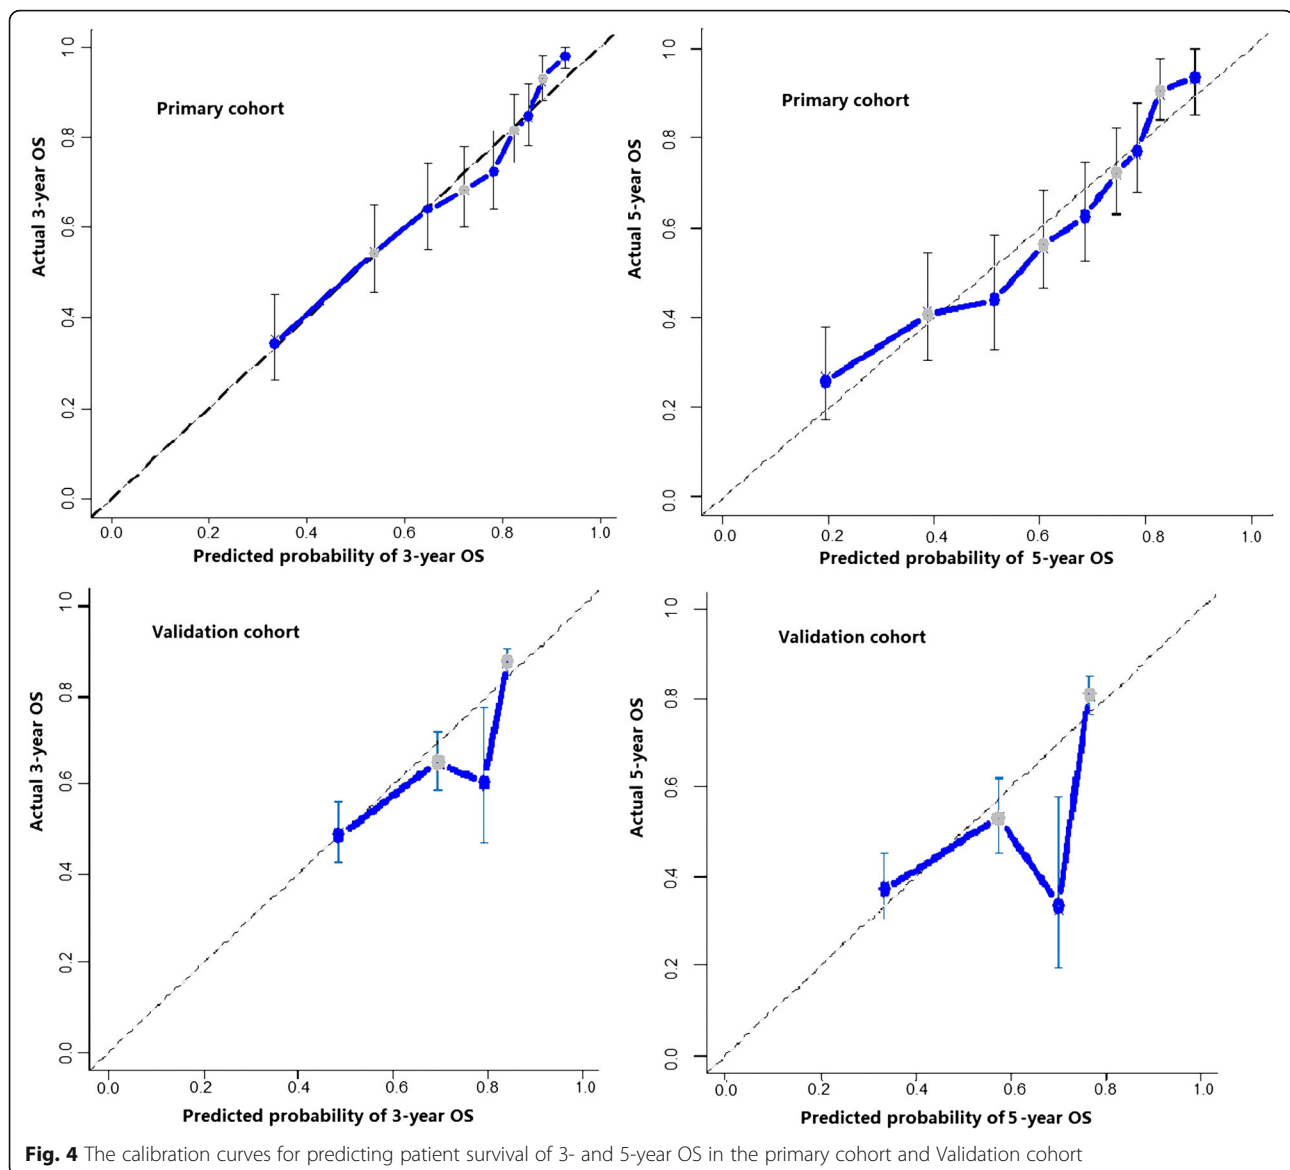 Primary cohort
Actual 3-year OS
0.0 0.2 0.4 0.6 0.8 1.0
0.0 0.2 0.4 0.6 0.8 1.0
Predicted probability of 3-year OS
Primary cohort
Actual 5-year OS
0.0 0.2 0.4 0.6 0.8 1.0
0.0 0.2 0.4 0.6 0.8 1.0
Predicted probability of 5-year OS
Validation cohort
Actual 3-year OS
0.0 0.2 0.4 0.6 0.8 1.0
0.0 0.2 0.4 0.6 0.8 1.0
Predicted probability of 3-year OS
Validation cohort
Actual 5-year OS
0.0 0.2 0.4 0.6 0.8 1.0
0.0 0.2 0.4 0.6 0.8 1.0
Predicted probability of 5-year OS
Fig. 4 The calibration curves for predicting patient survival of 3- and 5-year OS in the primary cohort and Validation cohort